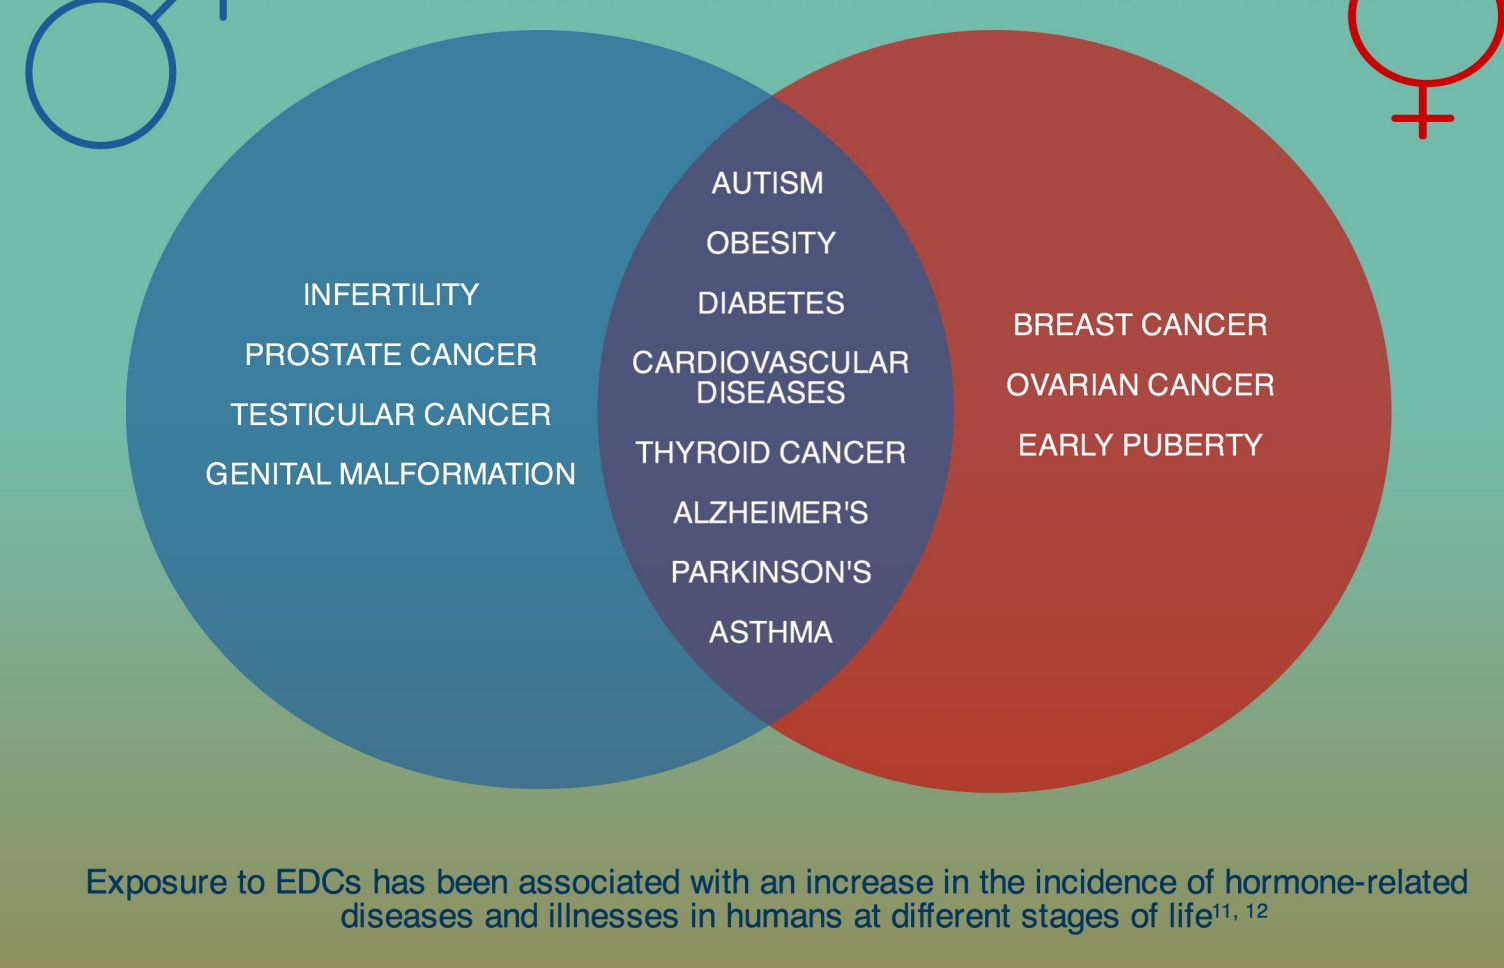 INFERTILITY
PROSTATE CANCER
TESTICULAR CANCER
GENITAL MALFORMATION
AUTISM
OBESITY
DIABETES
CARDIOVASCULAR
DISEASES
THYROID CANCER
ALZHEIMER'S
PARKINSON'S
ASTHMA
BREAST CANCER
OVARIAN CANCER
EARLY PUBERTY
Exposure to EDCs has been associated with an increase in the incidence of hormone-related
diseases and illnesses in humans at different stages of life¹¹, ¹²